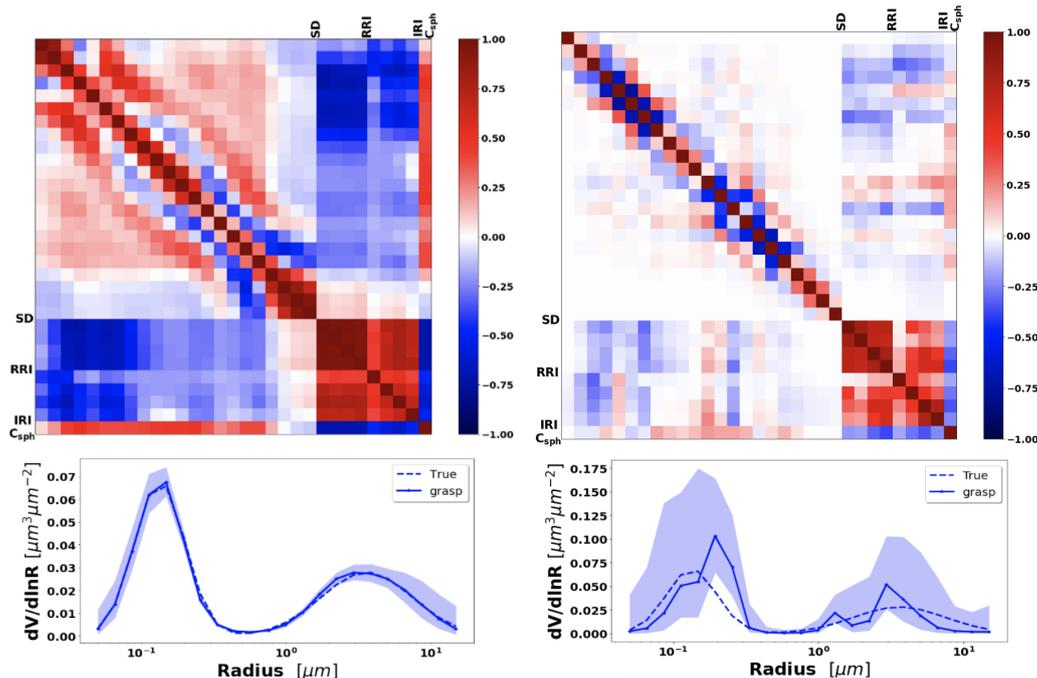 SD RRI IRI C_sph
1.00
0.75
0.50
0.25
0.00
−0.25
−0.50
−0.75
−1.00
SD
RRI
IRI
C_sph
SD RRI IRI C_sph
1.00
0.75
0.50
0.25
0.00
−0.25
−0.50
−0.75
−1.00
SD
RRI
IRI
C_sph
dV/dlnR [μm³μm⁻²]
0.07
0.06
0.05
0.04
0.03
0.02
0.01
0.00
True
grasp
10⁻¹ 10⁰ 10¹
Radius [μm]
dV/dlnR [μm³μm⁻²]
0.175
0.150
0.125
0.100
0.075
0.050
0.025
0.000
True
grasp
10⁻¹ 10⁰ 10¹
Radius [μm]